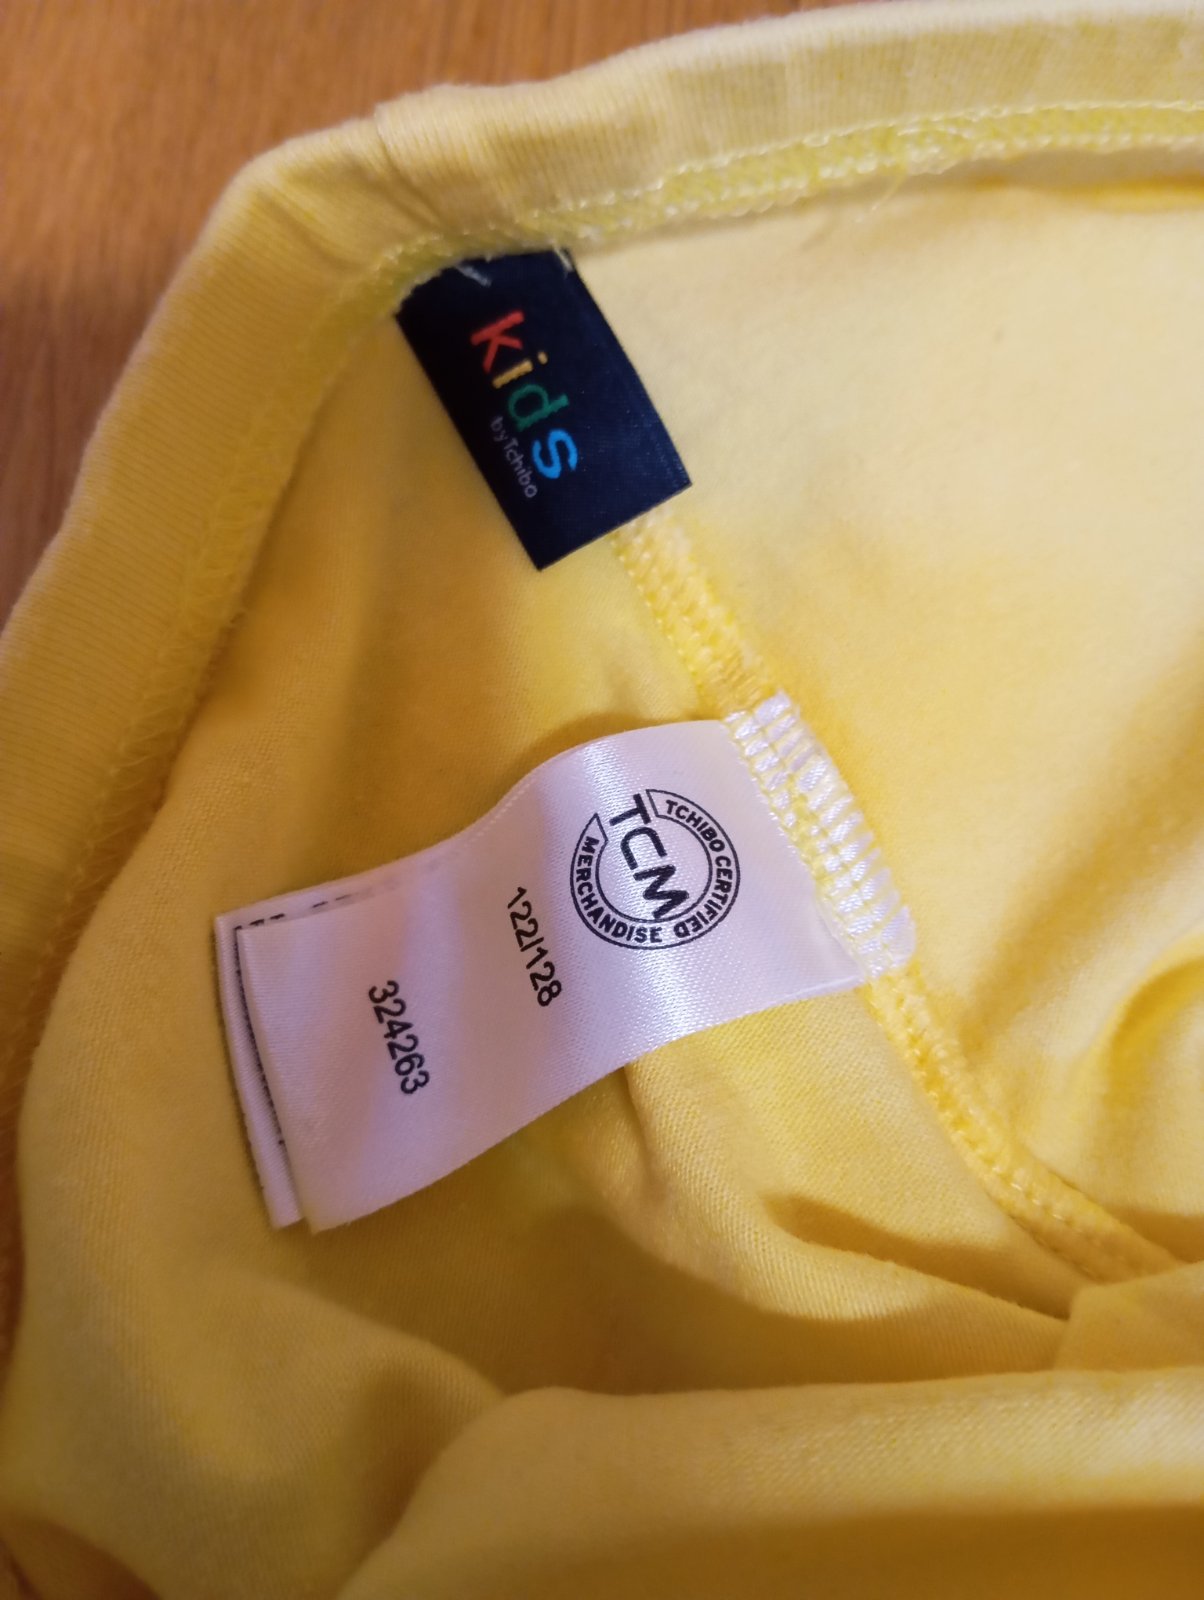 kids
by Tchibo
TCM
TCHIBO CERTIFIED
MERCHANDISE
122/128
324263